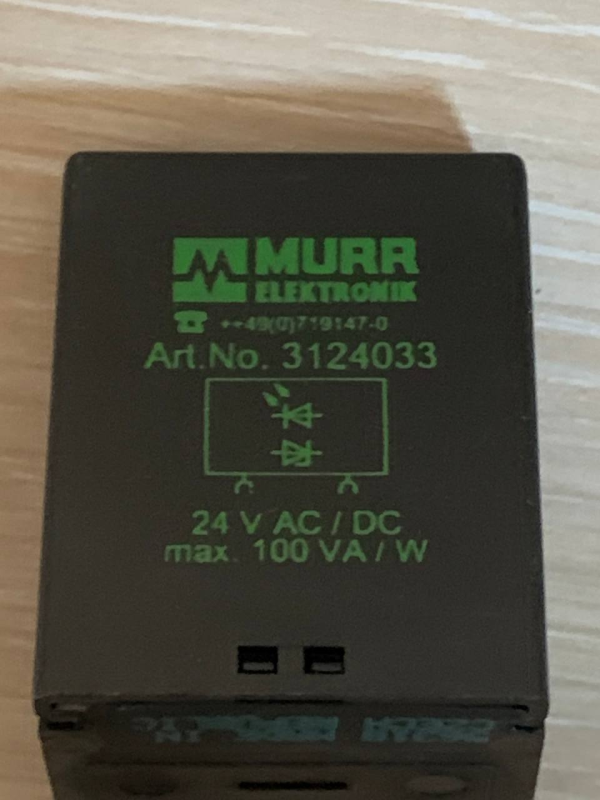 MURR
ELEKTRONIK
++49(0)719147-0
Art.No. 3124033
24 V AC / DC
max. 100 VA / W